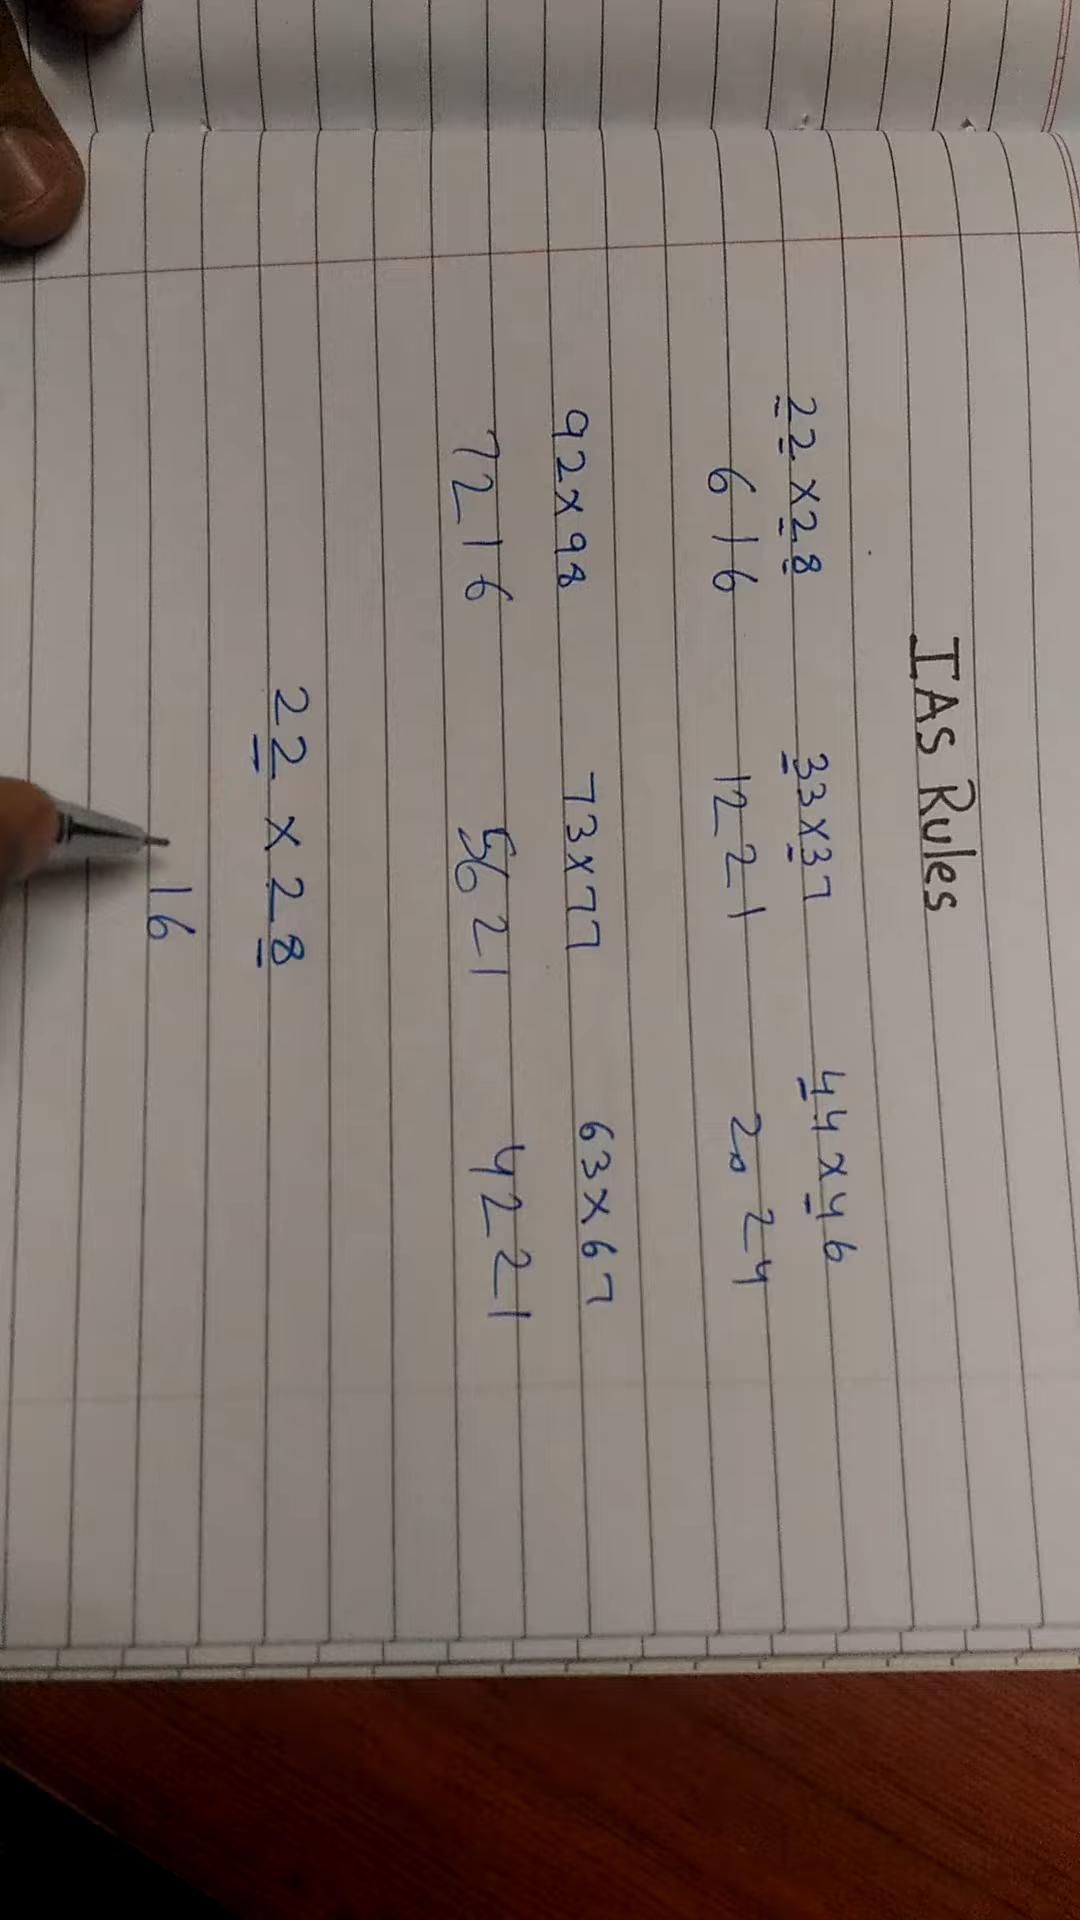 IAS Rules
22 x 28 33 x 37 44 x 46
616 1221 2024
92 x 98 73 x 77 63 x 67
7216 5621 4221
22 x 28
16